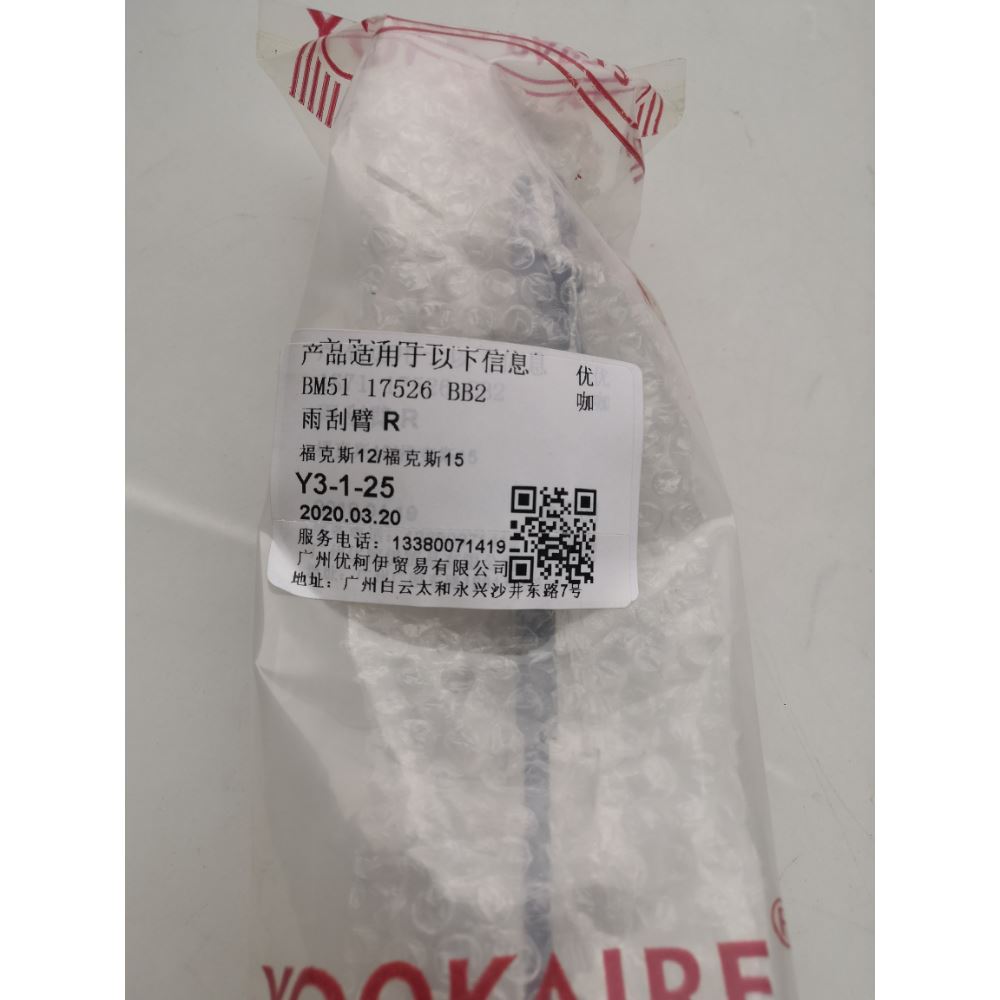 产品适用于以下信息
优咖
BM51 17526 BB2
雨刮臂 R
福克斯12/福克斯15
Y3-1-25
2020.03.20
服务电话：13380071419
广州优柯伊贸易有限公司
地址：广州白云太和永兴沙井东路7号
YOOKAIRE®